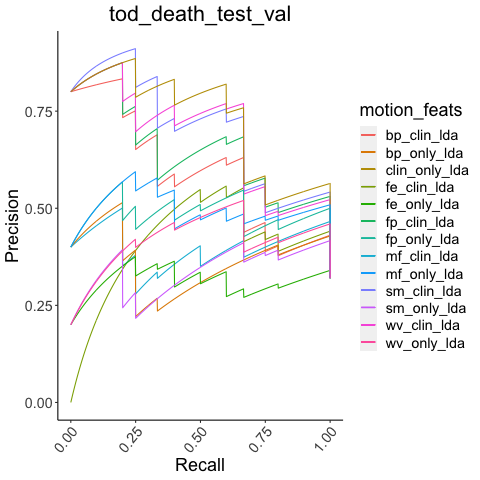 tod_death_test_val
Precision
0.75
0.50
0.25
0.00
0.00
0.25
0.50
0.75
1.00
Recall
motion_feats
bp_clin_lda
bp_only_lda
clin_only_lda
fe_clin_lda
fe_only_lda
fp_clin_lda
fp_only_lda
mf_clin_lda
mf_only_lda
sm_clin_lda
sm_only_lda
wv_clin_lda
wv_only_lda